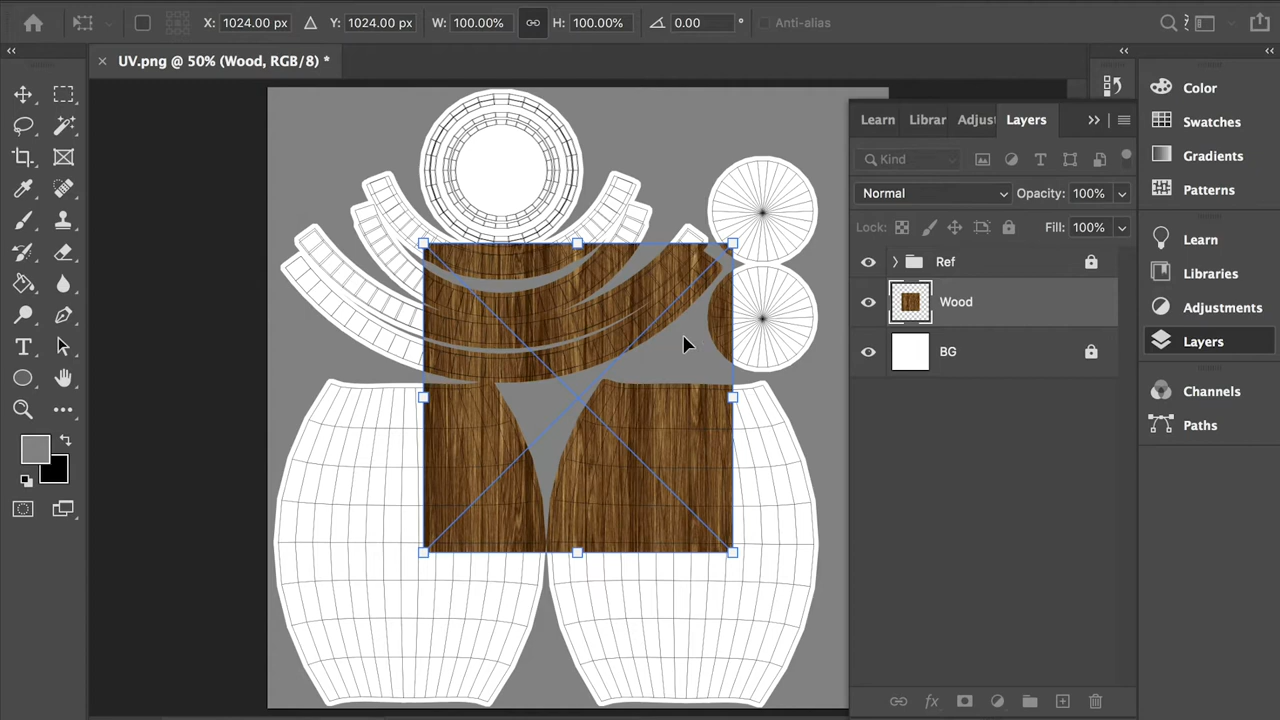 X: 1024.00 px Y: 1024.00 px W: 100.00% H: 100.00% 0.00 ° Anti-alias
UV.png @ 50% (Wood, RGB/8) *
Learn Librar Adjust Layers
Kind
Normal Opacity: 100%
Lock: Fill: 100%
Ref
Wood
BG
Color
Swatches
Gradients
Patterns
Learn
Libraries
Adjustments
Layers
Channels
Paths